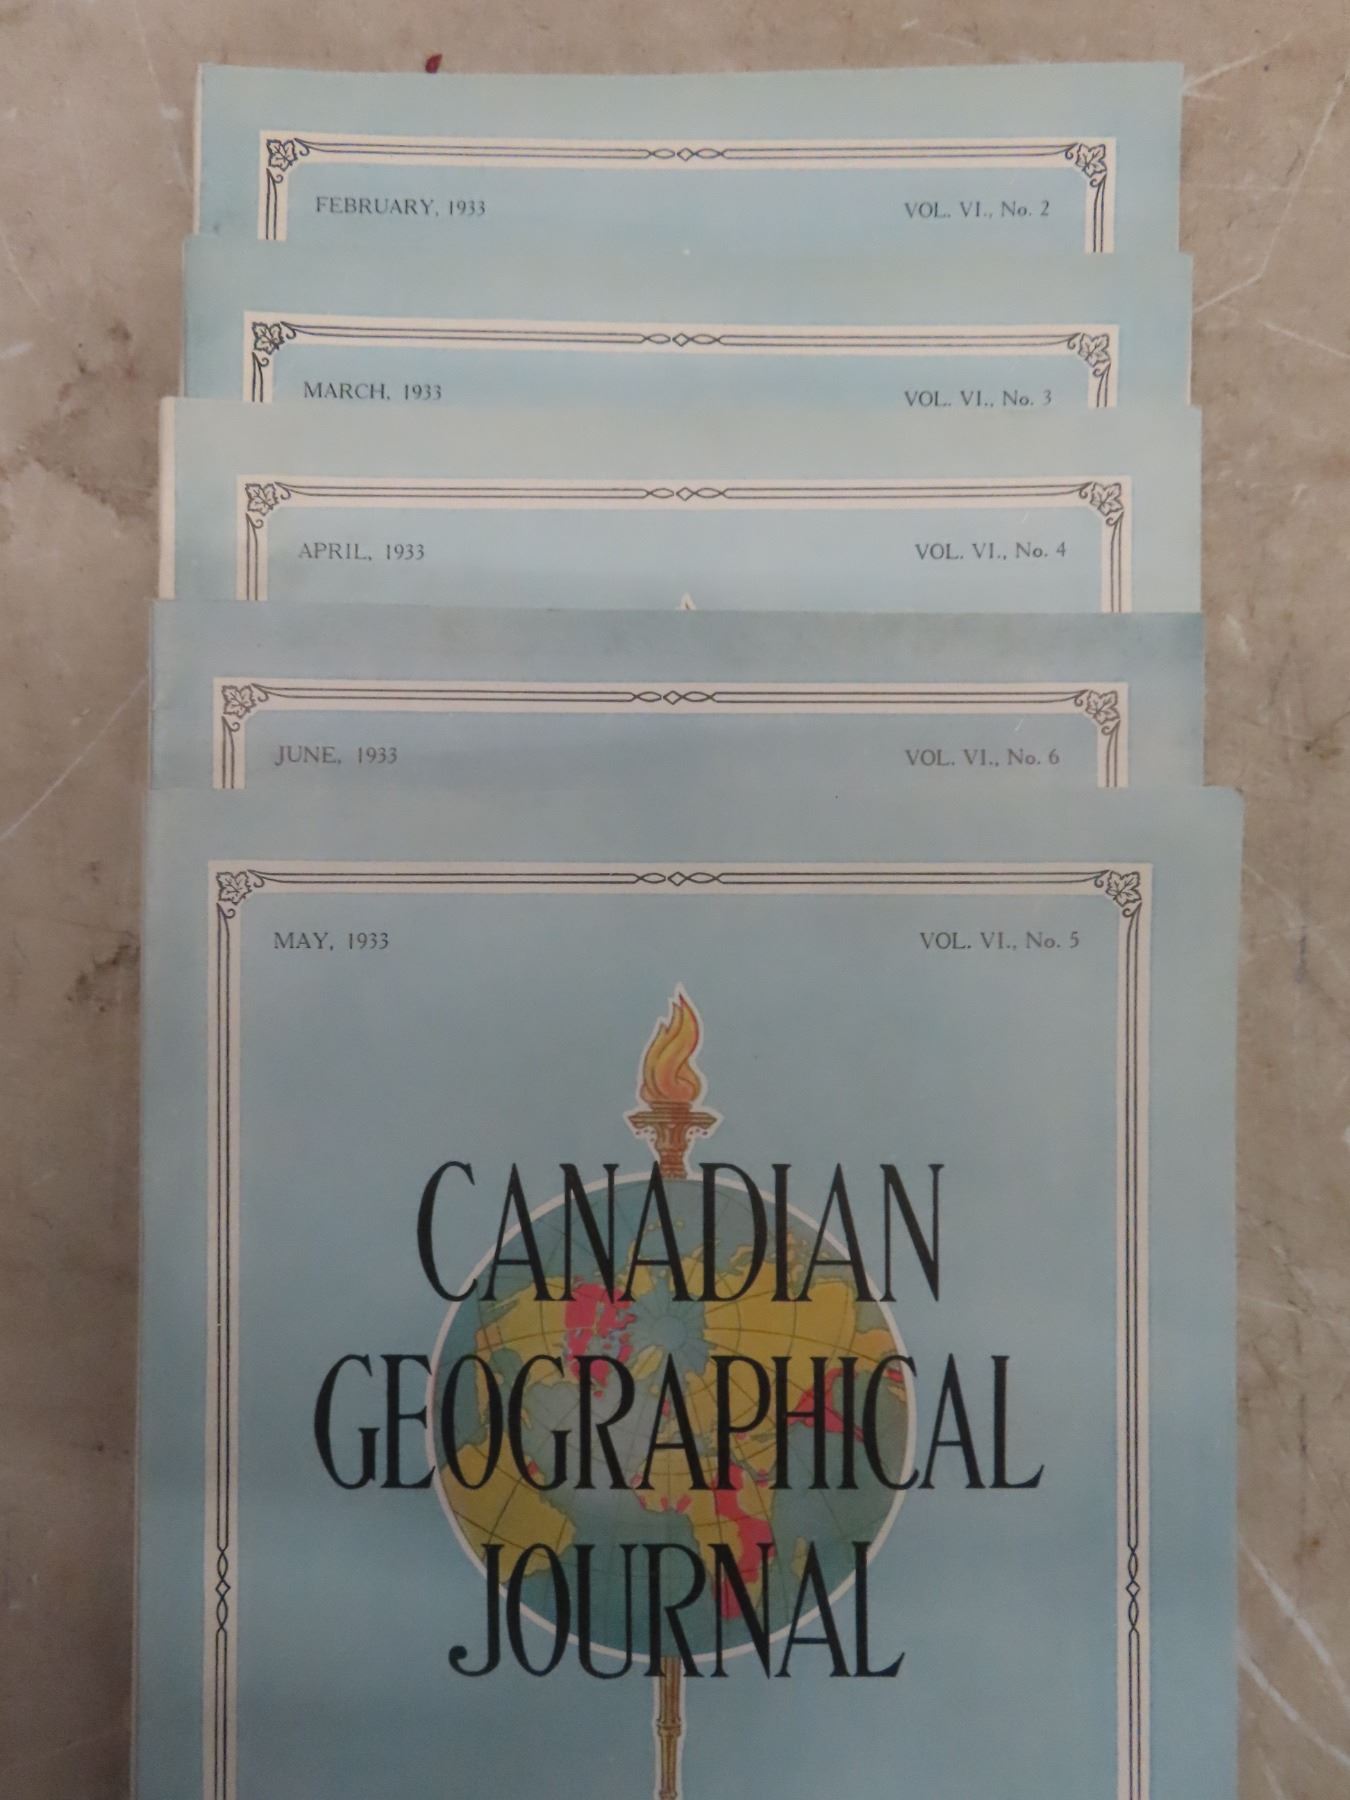 FEBRUARY, 1933 VOL. VI., No. 2
MARCH, 1933 VOL. VI., No. 3
APRIL, 1933 VOL. VI., No. 4
JUNE, 1933 VOL. VI., No. 6
MAY, 1933 VOL. VI., No. 5
CANADIAN
GEOGRAPHICAL
JOURNAL